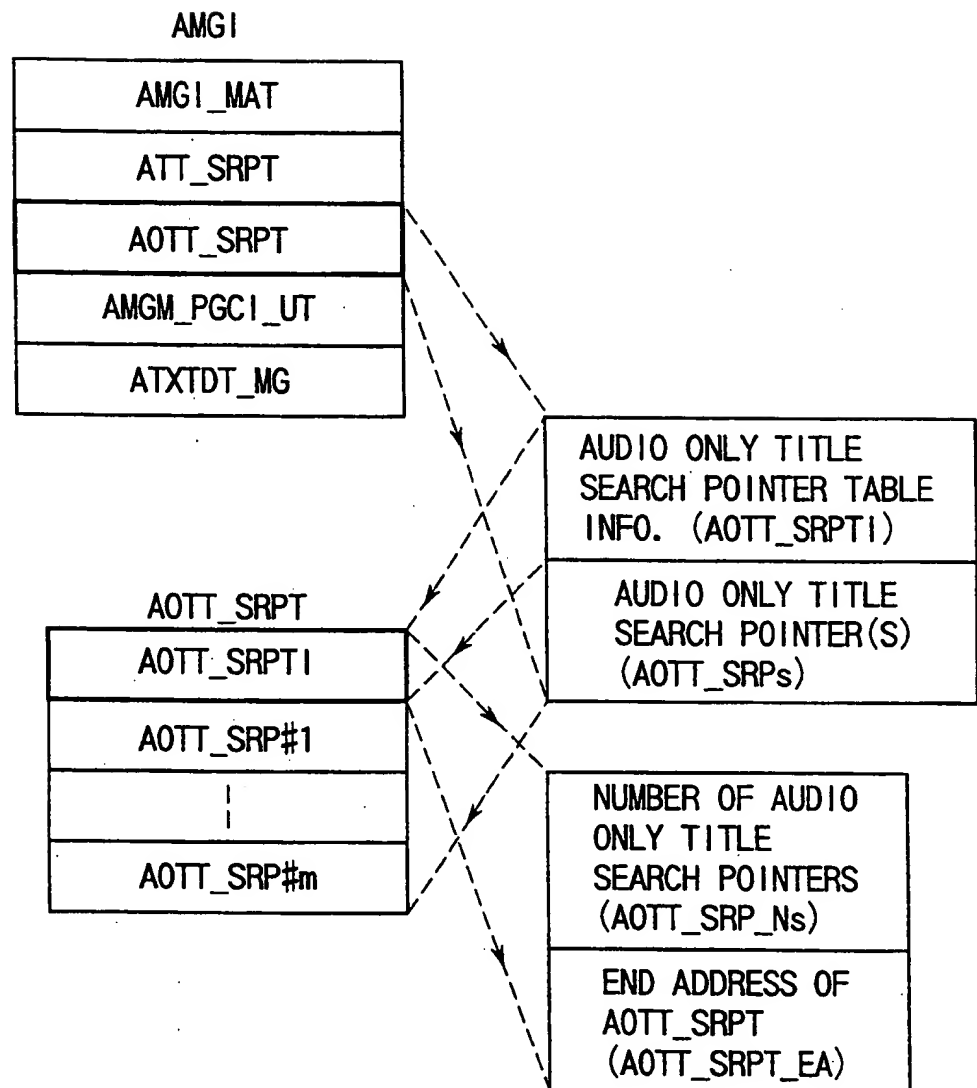 AMGI
AMGI_MAT
ATT_SRPT
AOTT_SRPT
AMGM_PGCI_UT
ATXTDT_MG
AUDIO ONLY TITLE
SEARCH POINTER TABLE
INFO. (AOTT_SRPTI)
AUDIO ONLY TITLE
SEARCH POINTER(S)
(AOTT_SRPs)
AOTT_SRPT
AOTT_SRPTI
AOTT_SRP#1
AOTT_SRP#m
NUMBER OF AUDIO
ONLY TITLE
SEARCH POINTERS
(AOTT_SRP_Ns)
END ADDRESS OF
AOTT_SRPT
(AOTT_SRPT_EA)